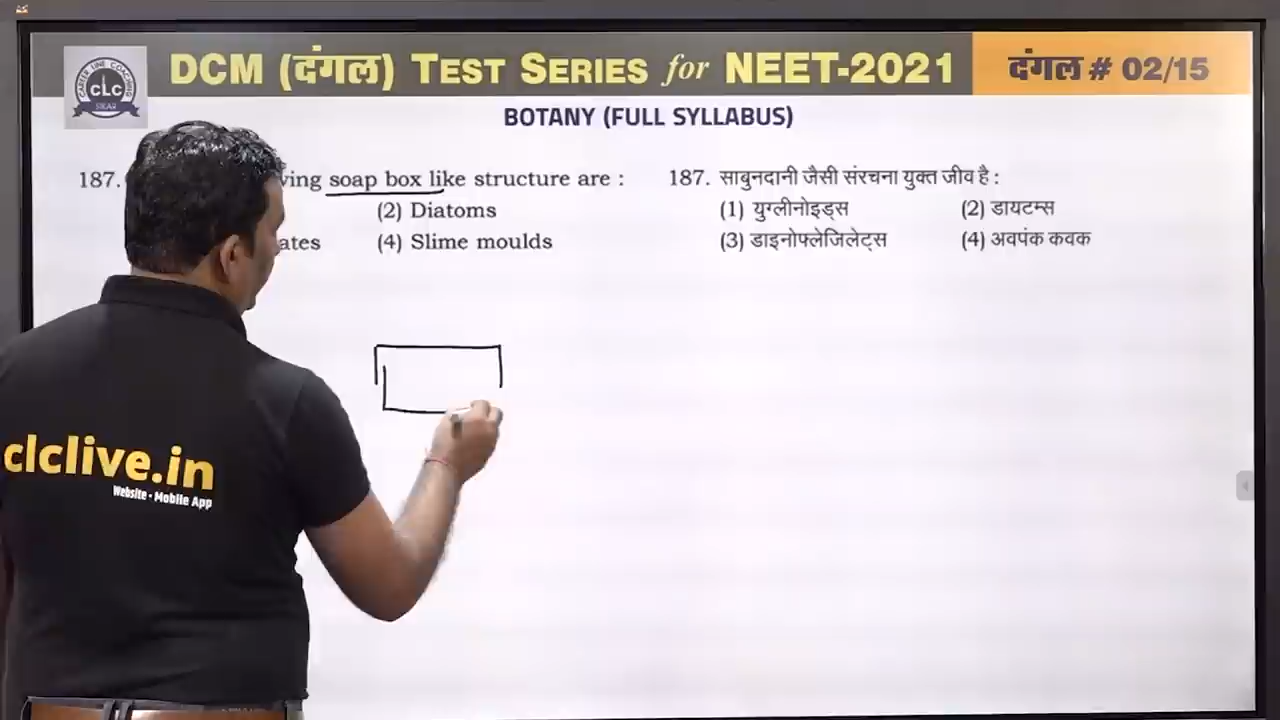 DCM (दंगल) TEST SERIES for NEET-2021
दंगल # 02/15
CLC
SIKAR
BOTANY (FULL SYLLABUS)
187. soap box like structure are :
(2) Diatoms
(4) Slime moulds
187. साबुनदानी जैसी संरचना युक्त जीव है :
(1) युग्लीनोइड्स (2) डायटम्स
(3) डाइनोफ्लेजिलेट्स (4) अवपंक कवक
clclive.in
Website • Mobile App